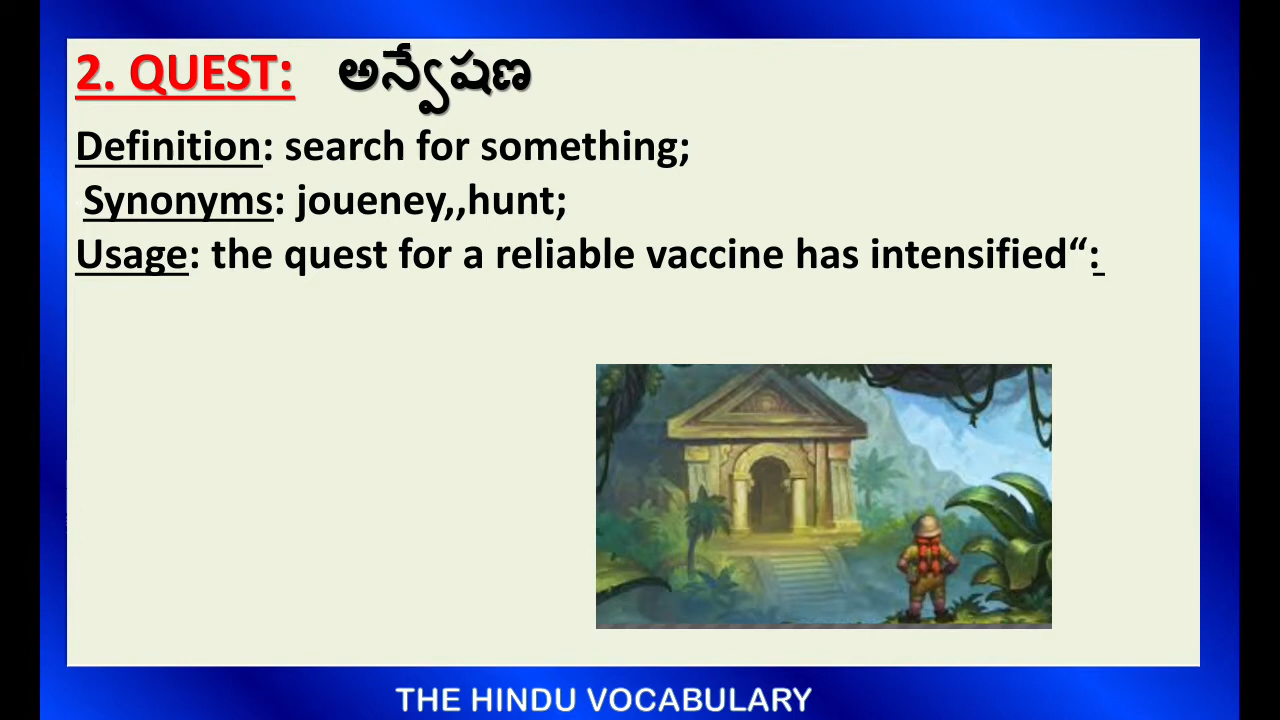 2. QUEST: అన్వేషణ
Definition: search for something;
Synonyms: joueney,,hunt;
Usage: the quest for a reliable vaccine has intensified“:
THE HINDU VOCABULARY